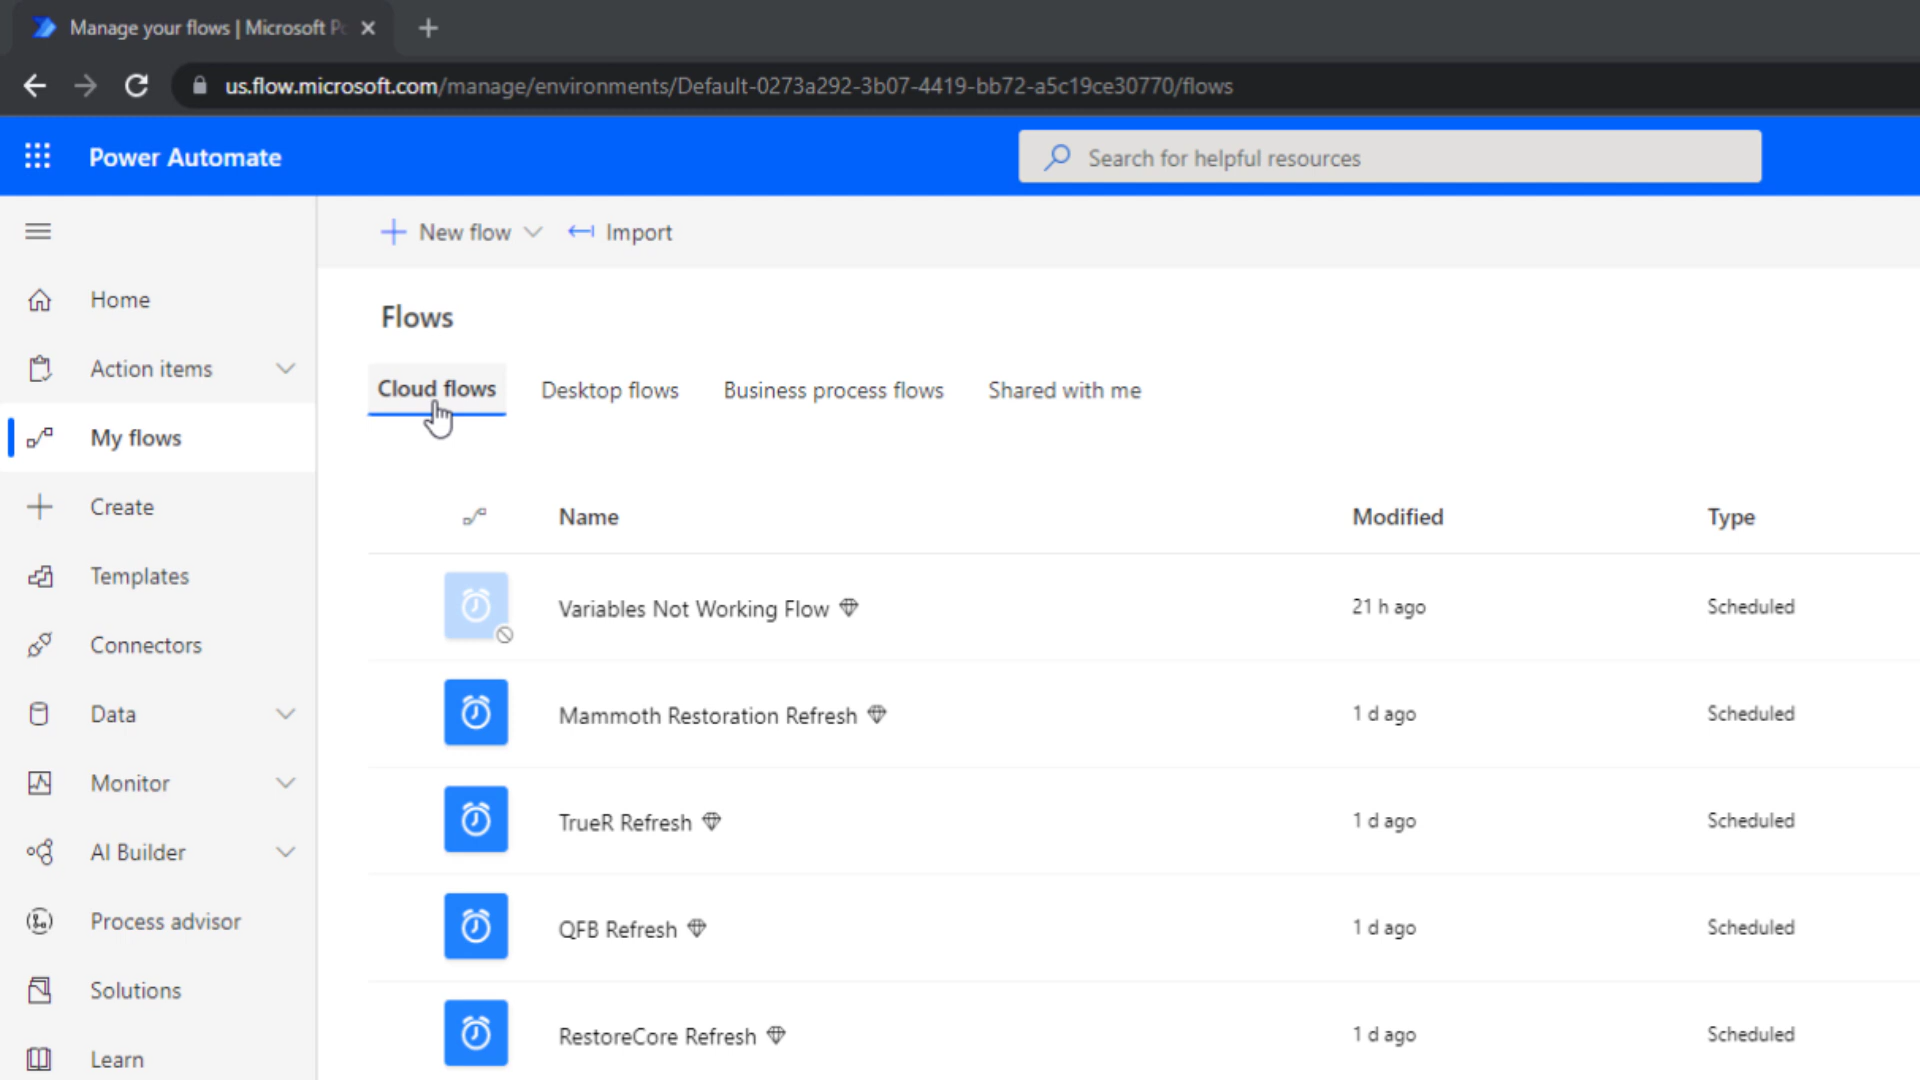 Manage your flows | Microsoft Po
us.flow.microsoft.com/manage/environments/Default-0273a292-3b07-4419-bb72-a5c19ce30770/flows
Power Automate
Search for helpful resources
New flow
Import
Home
Action items
My flows
Create
Templates
Connectors
Data
Monitor
AI Builder
Process advisor
Solutions
Learn
Flows
Cloud flows Desktop flows Business process flows Shared with me
Name Modified Type
Variables Not Working Flow 21 h ago Scheduled
Mammoth Restoration Refresh 1 d ago Scheduled
TrueR Refresh 1 d ago Scheduled
QFB Refresh 1 d ago Scheduled
RestoreCore Refresh 1 d ago Scheduled